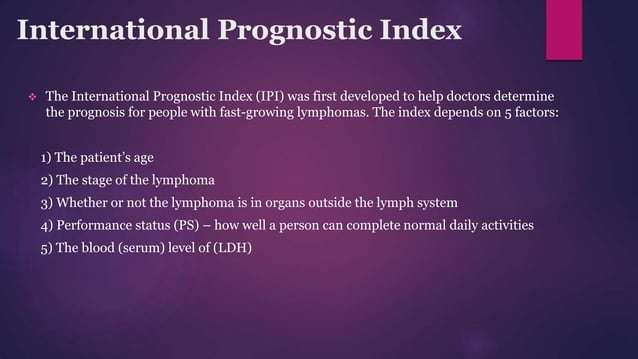 International Prognostic Index
❖ The International Prognostic Index (IPI) was first developed to help doctors determine
the prognosis for people with fast-growing lymphomas. The index depends on 5 factors:
1) The patient’s age
2) The stage of the lymphoma
3) Whether or not the lymphoma is in organs outside the lymph system
4) Performance status (PS) – how well a person can complete normal daily activities
5) The blood (serum) level of (LDH)